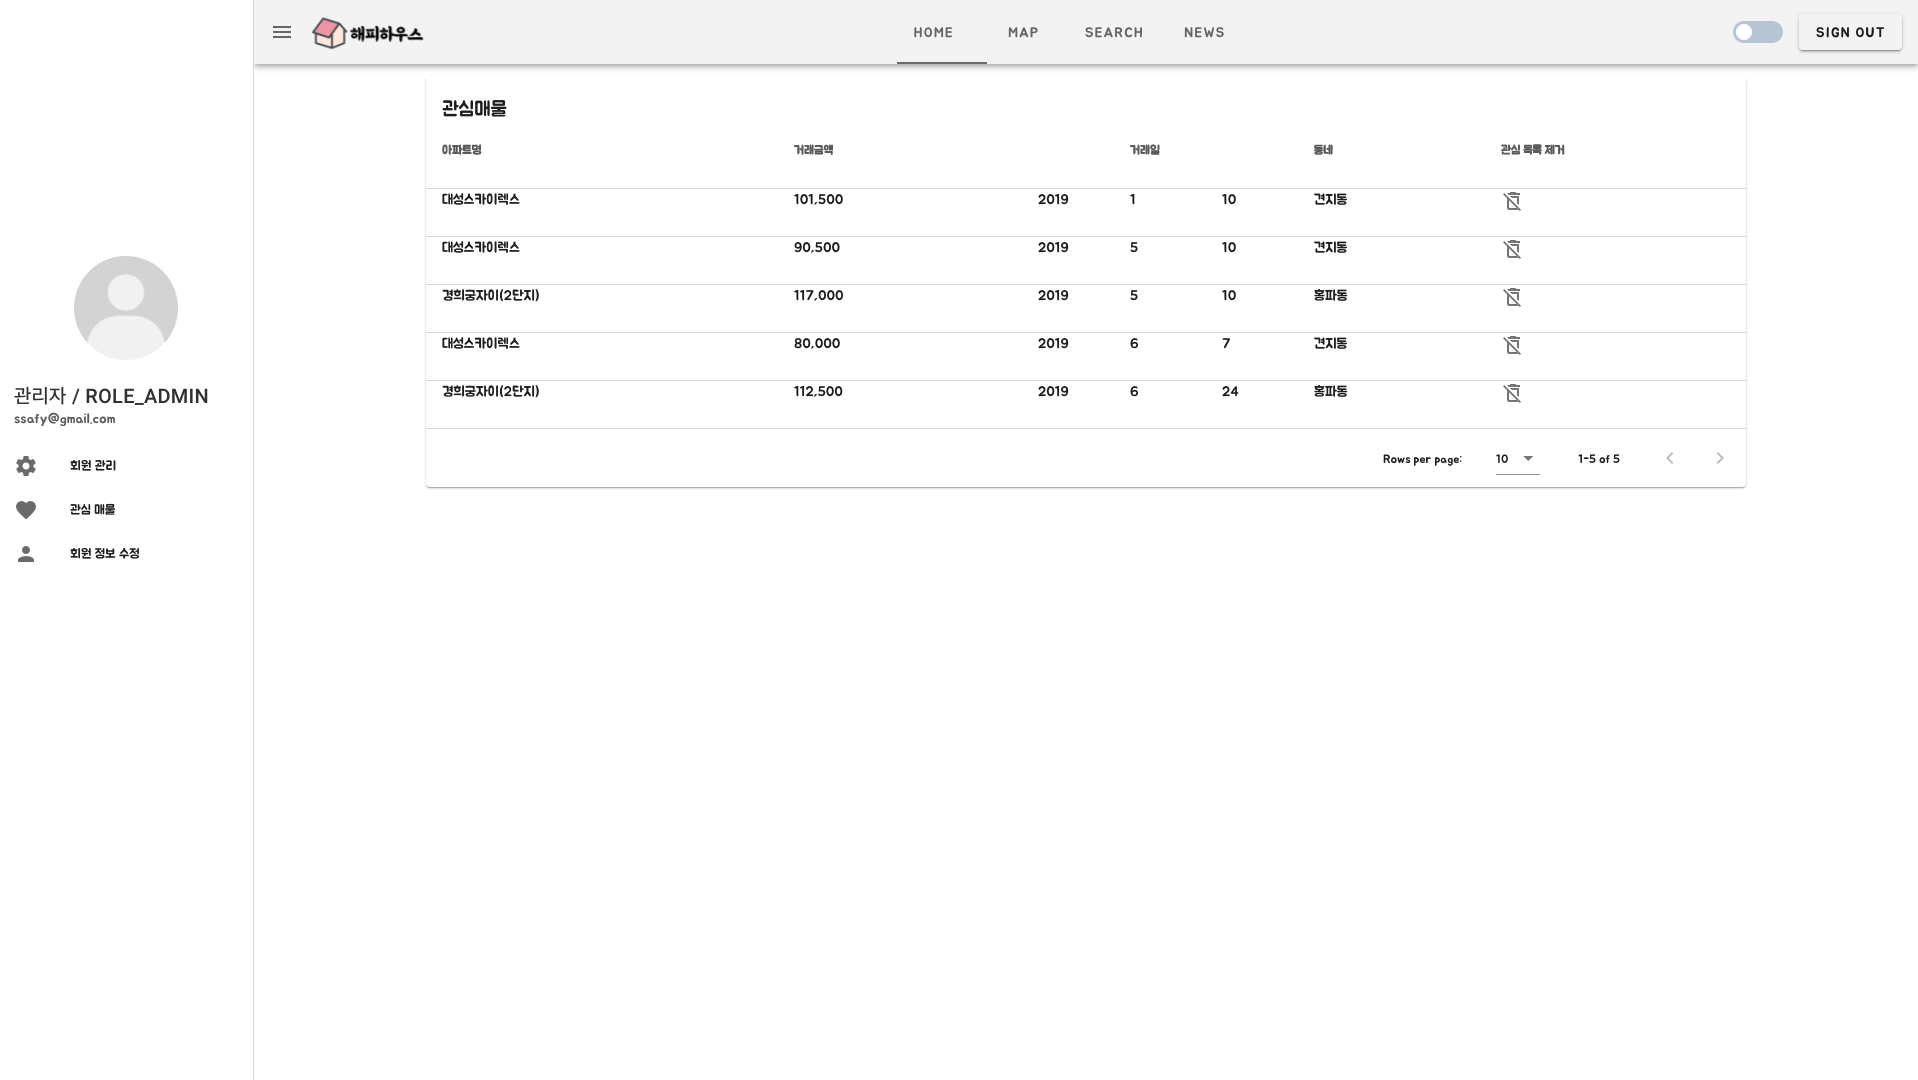 해피하우스
HOME MAP SEARCH NEWS
SIGN OUT
관리자 / ROLE_ADMIN
ssafy@gmail.com
회원 관리
관심 매물
회원 정보 수정
관심매물
아파트명 거래금액 거래일 동네 관심 목록 제거
대성스카이렉스 101,500 2019 1 10 견지동
대성스카이렉스 90,500 2019 5 10 견지동
경희궁자이(2단지) 117,000 2019 5 10 홍파동
대성스카이렉스 80,000 2019 6 7 견지동
경희궁자이(2단지) 112,500 2019 6 24 홍파동
Rows per page: 10 1-5 of 5